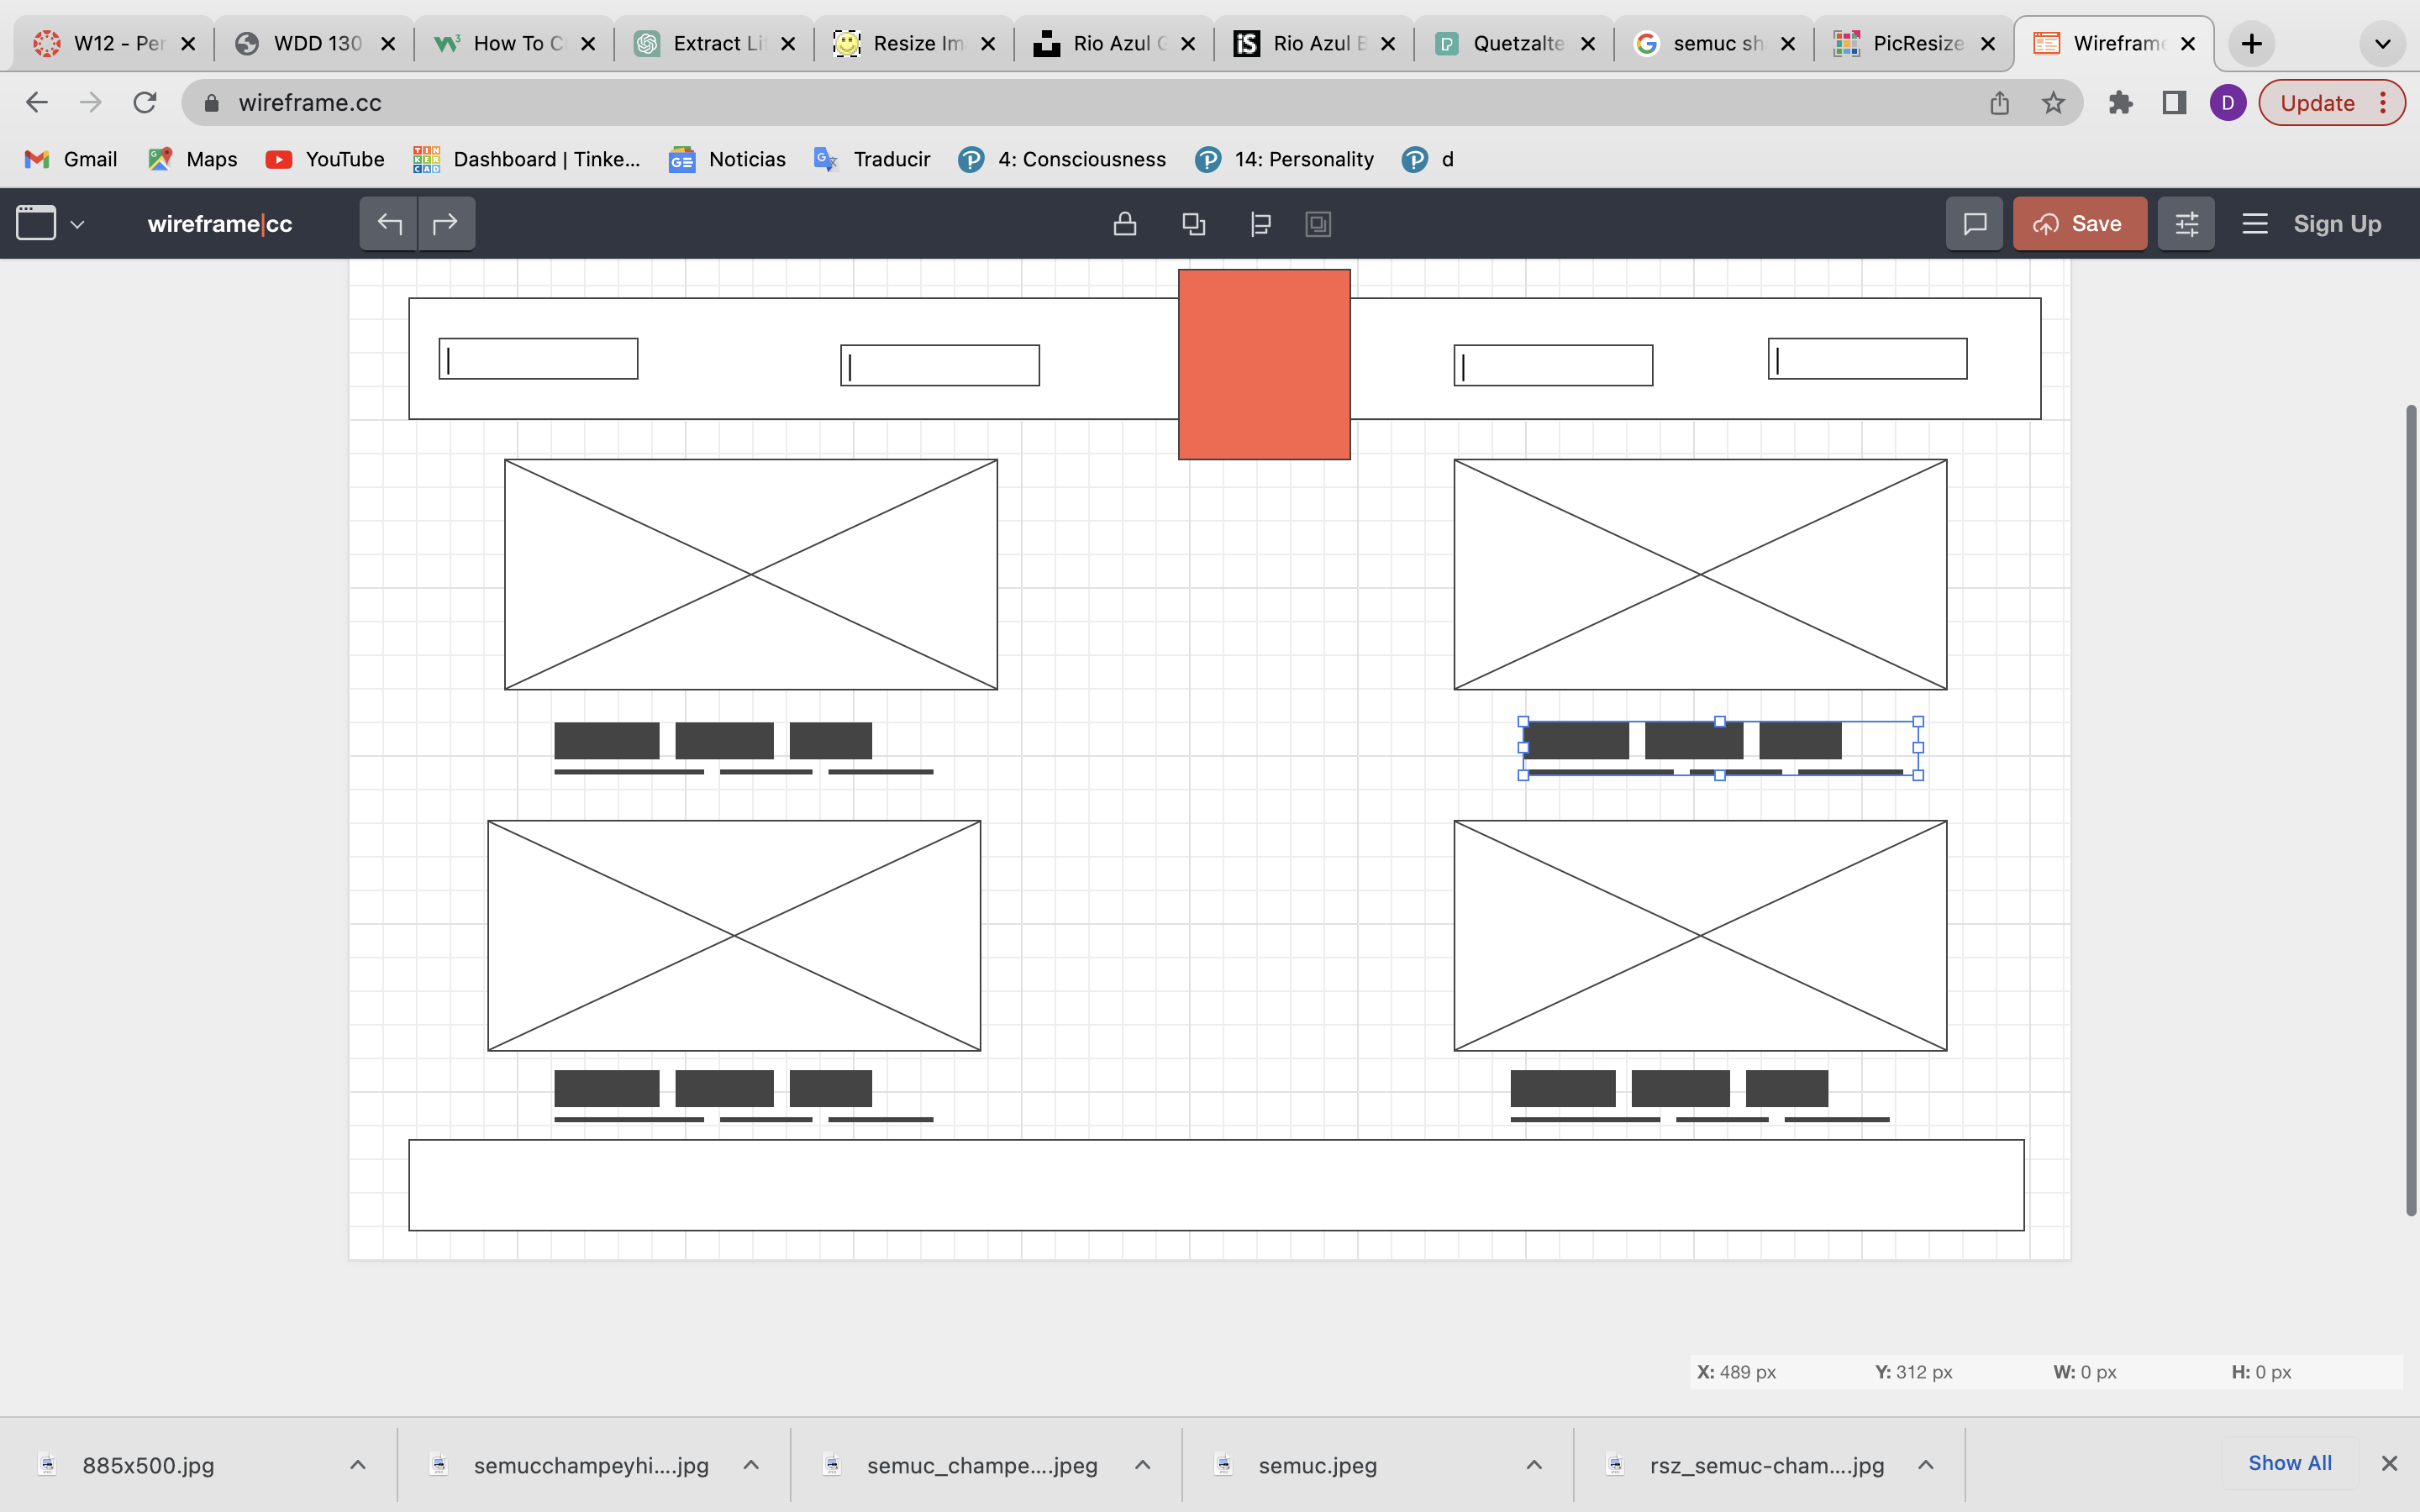 W12 - Per
WDD 130
How To C
Extract Li
Resize Im
Rio Azul G
Rio Azul E
Quetzalte
semuc sh
PicResize
Wireframe
wireframe.cc
D
Update
Gmail
Maps
YouTube
Dashboard | Tinke...
Noticias
Traducir
4: Consciousness
14: Personality
d
wireframe|cc
Save
Sign Up
X: 489 px
Y: 312 px
W: 0 px
H: 0 px
885x500.jpg
semucchampeyhi....jpg
semuc_champe....jpeg
semuc.jpeg
rsz_semuc-cham....jpg
Show All